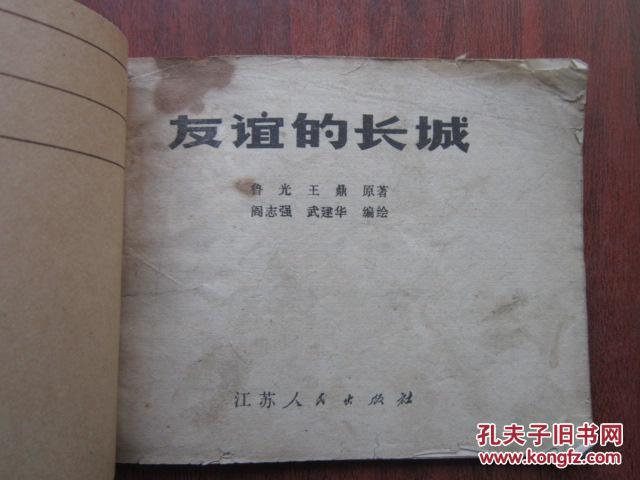 友谊的长城
鲁光 王鼎 原著
阎志强 武建华 编绘
江苏人民出版社
孔夫子旧书网
www.kongfz.com